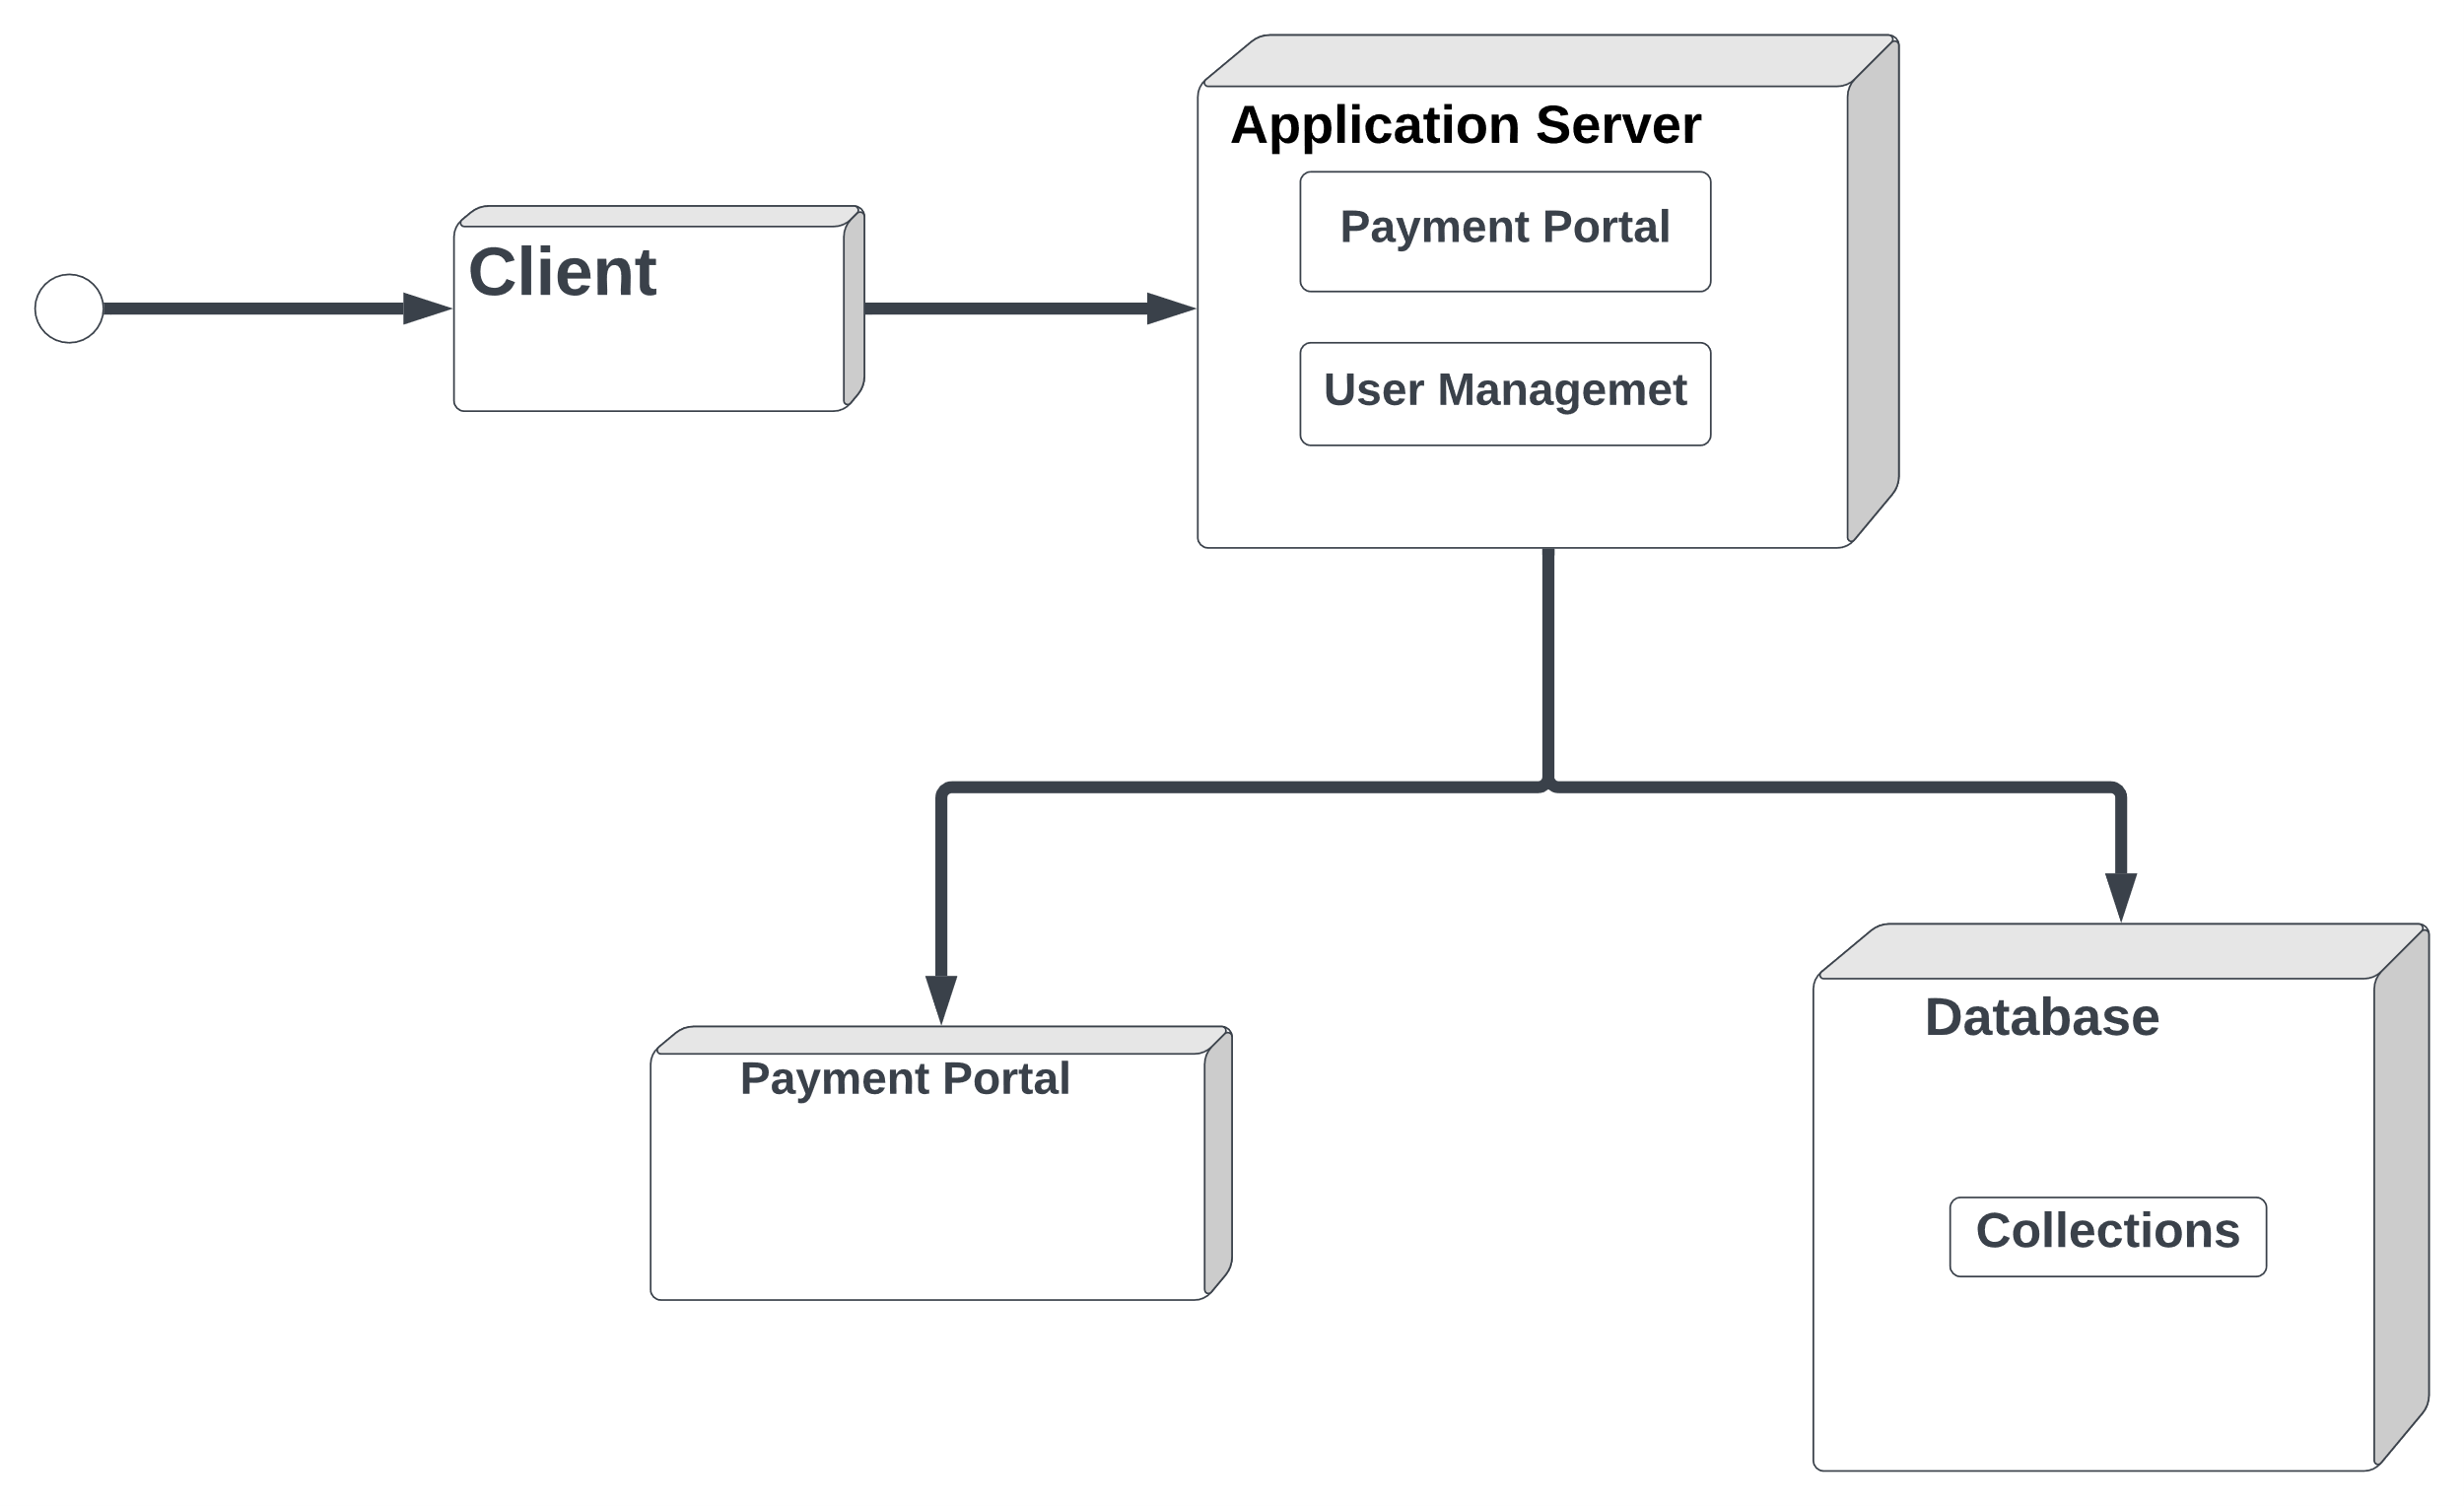 Application Server
Payment Portal
Client
User Managemet
Database
Payment Portal
Collections